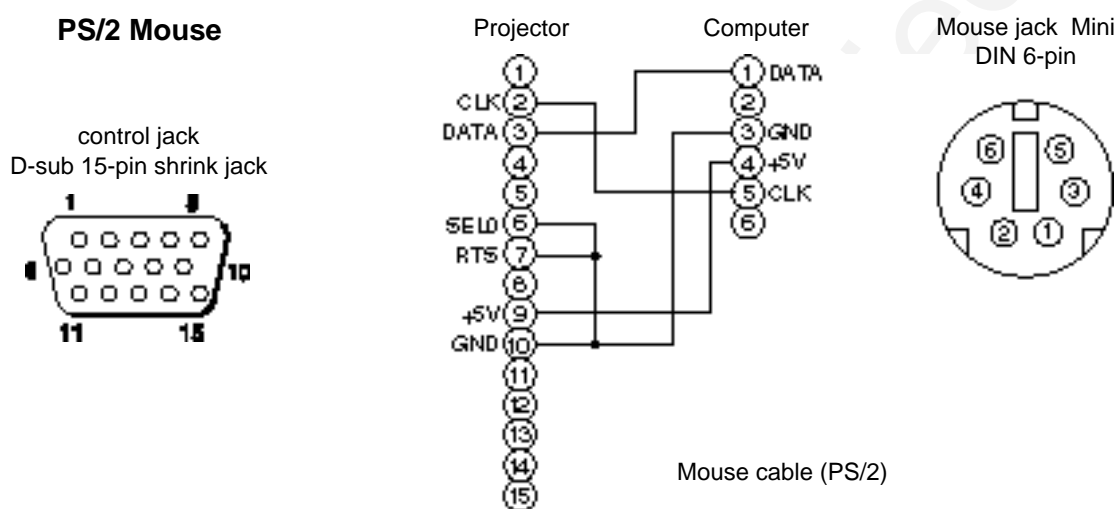 PS/2 Mouse
control jack
D-sub 15-pin shrink jack
1 5
6 10
11 15
Projector
Computer
1
CLK 2
DATA 3
4
5
SEL0 6
RTS 7
8
+5V 9
GND 10
11
12
13
14
15
1 DATA
2
3 GND
4 +5V
5 CLK
6
Mouse cable (PS/2)
Mouse jack Mini
DIN 6-pin
6 5
4 3
2 1